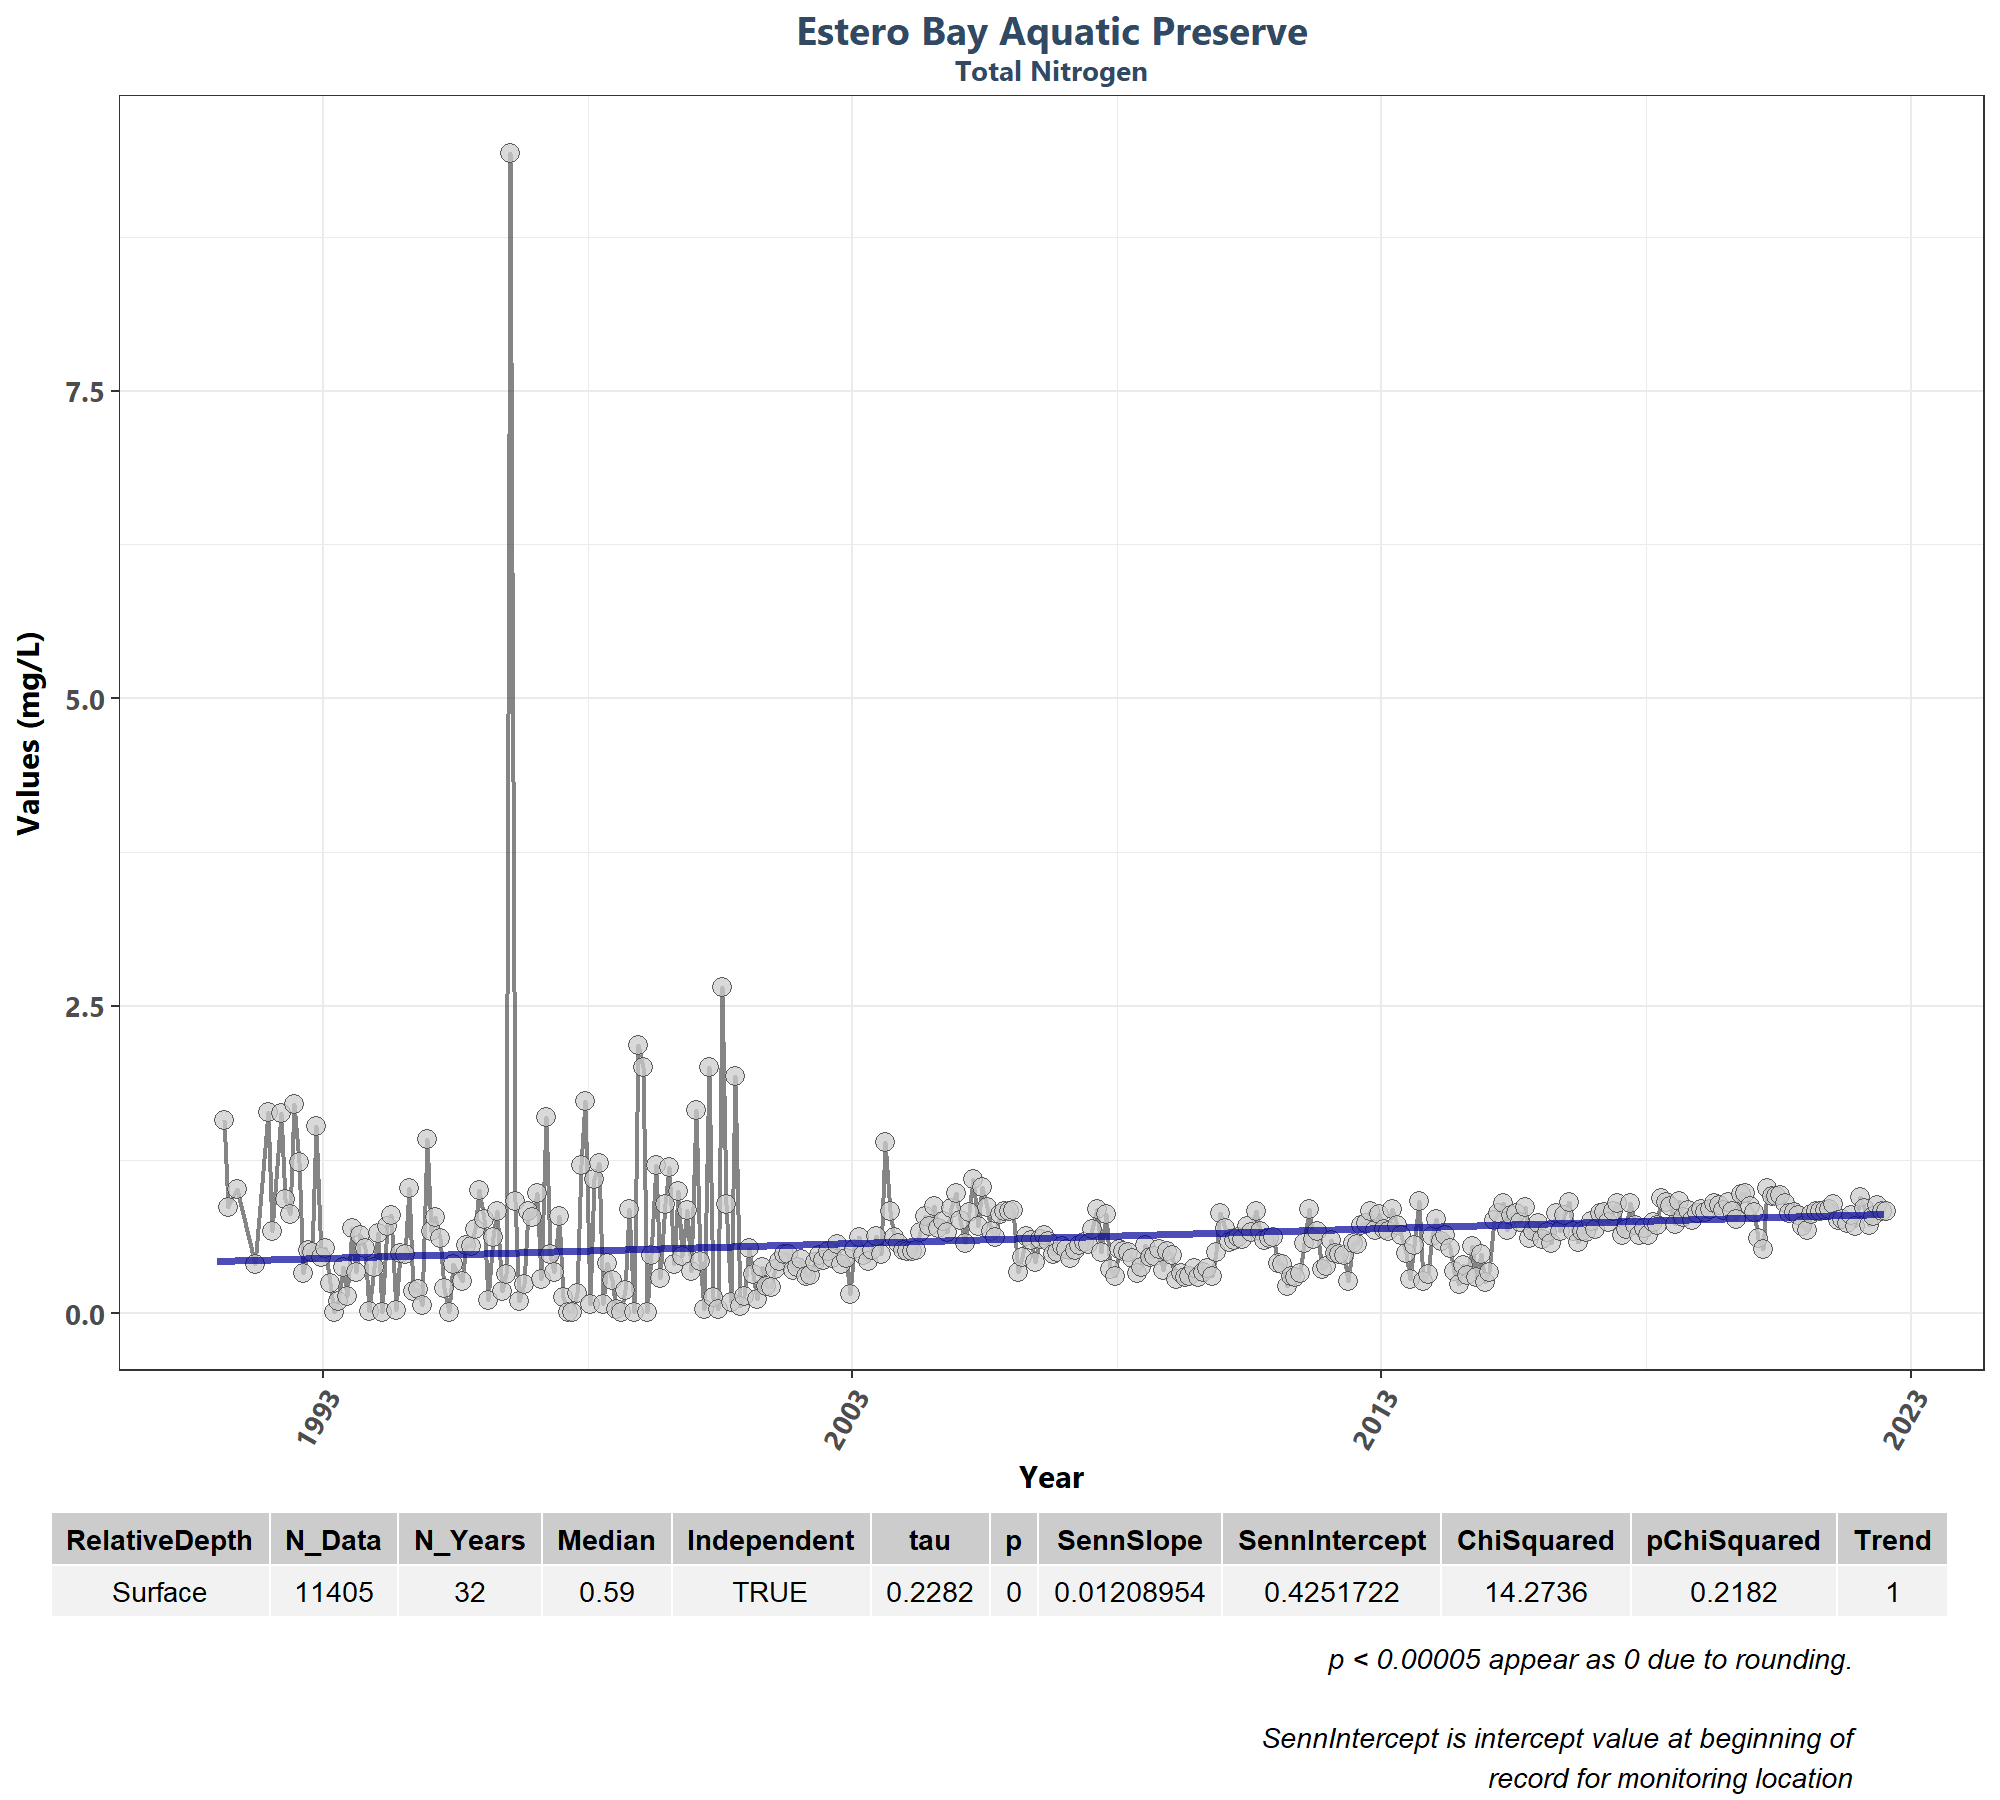 Estero Bay Aquatic Preserve
Total Nitrogen
Values (mg/L)
7.5
5.0
2.5
0.0
1993 2003 2013 2023
Year
RelativeDepth N_Data N_Years Median Independent tau p SennSlope SennIntercept ChiSquared pChiSquared Trend
Surface 11405 32 0.59 TRUE 0.2282 0 0.01208954 0.4251722 14.2736 0.2182 1
p < 0.00005 appear as 0 due to rounding.
SennIntercept is intercept value at beginning of
record for monitoring location